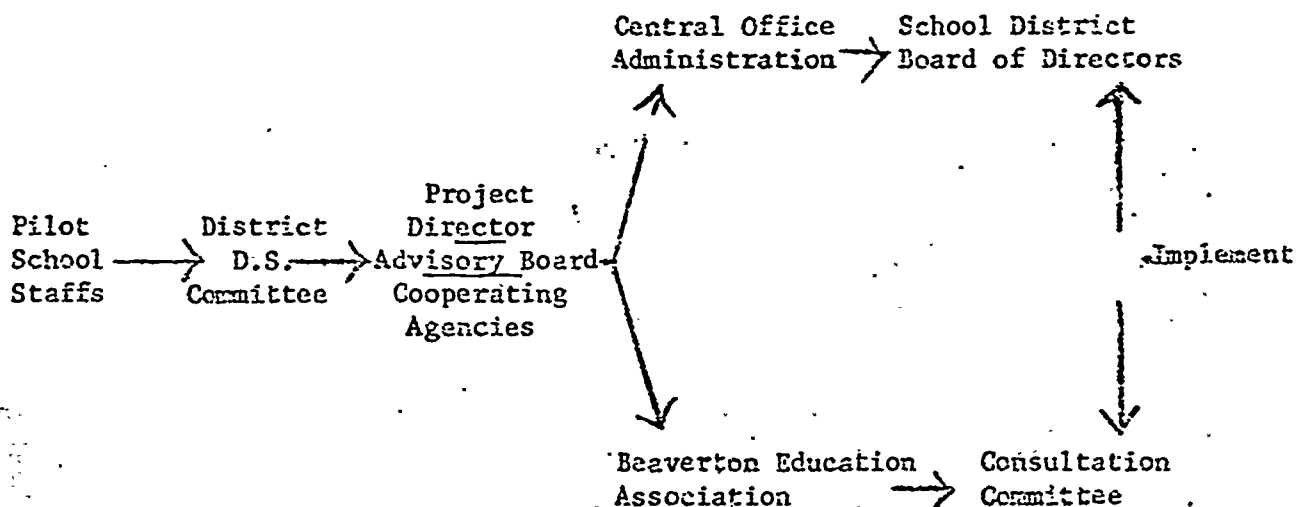 Central Office
Administration
School District
Board of Directors
Pilot
School
Staffs
District
D.S.
Committee
Project
Director
Advisory Board
Cooperating
Agencies
Implement
Beaverton Education
Association
Consultation
Committee